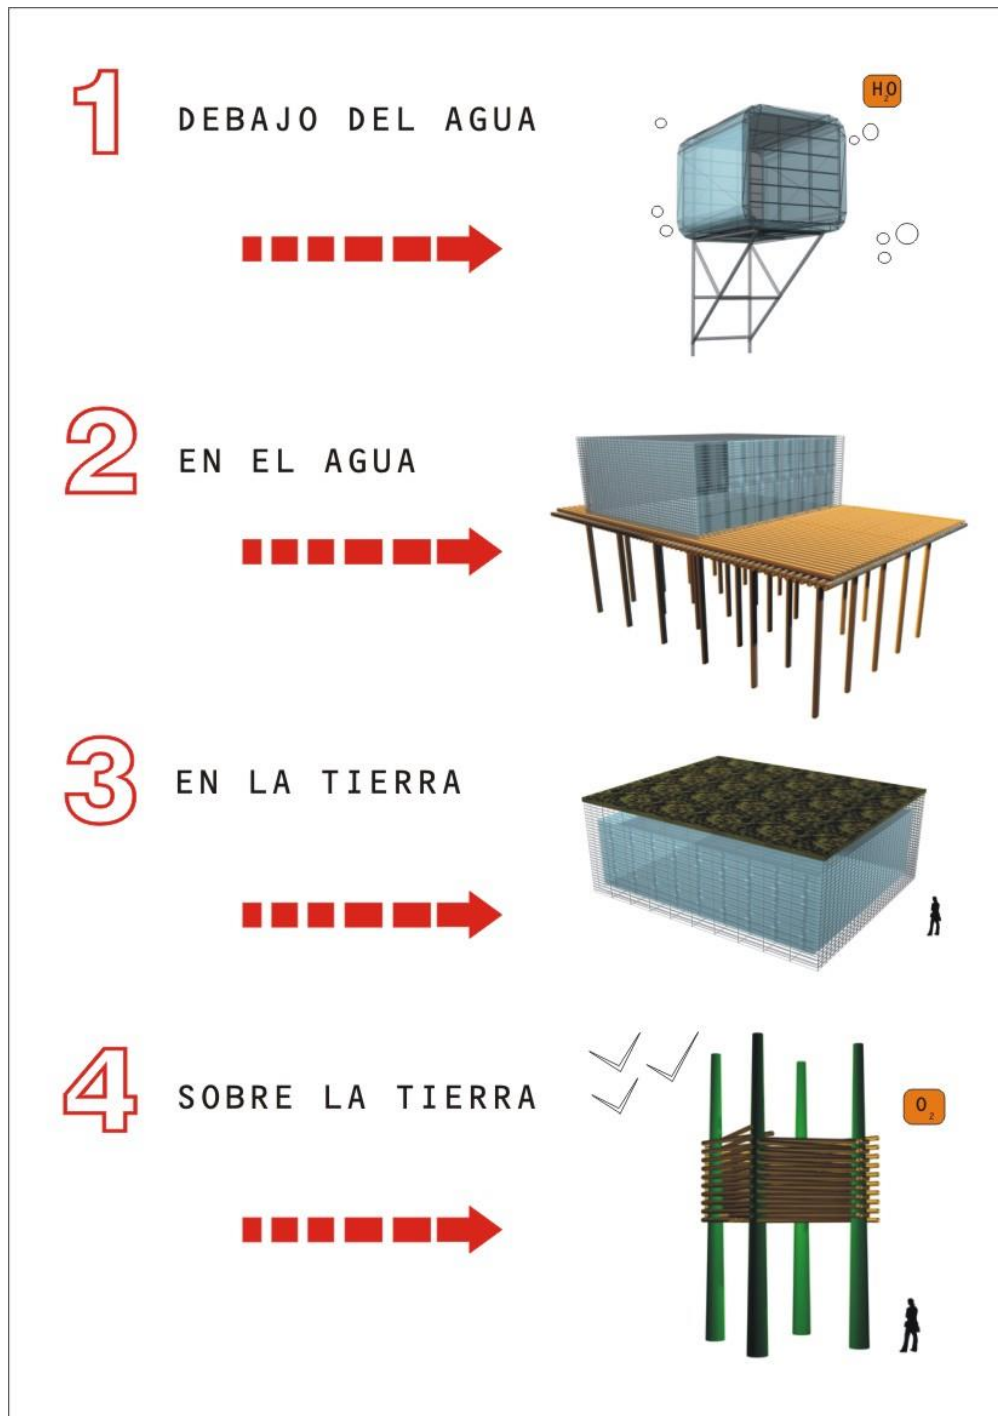 1
DEBAJO DEL AGUA
H2O
2
EN EL AGUA
3
EN LA TIERRA
4
SOBRE LA TIERRA
O2